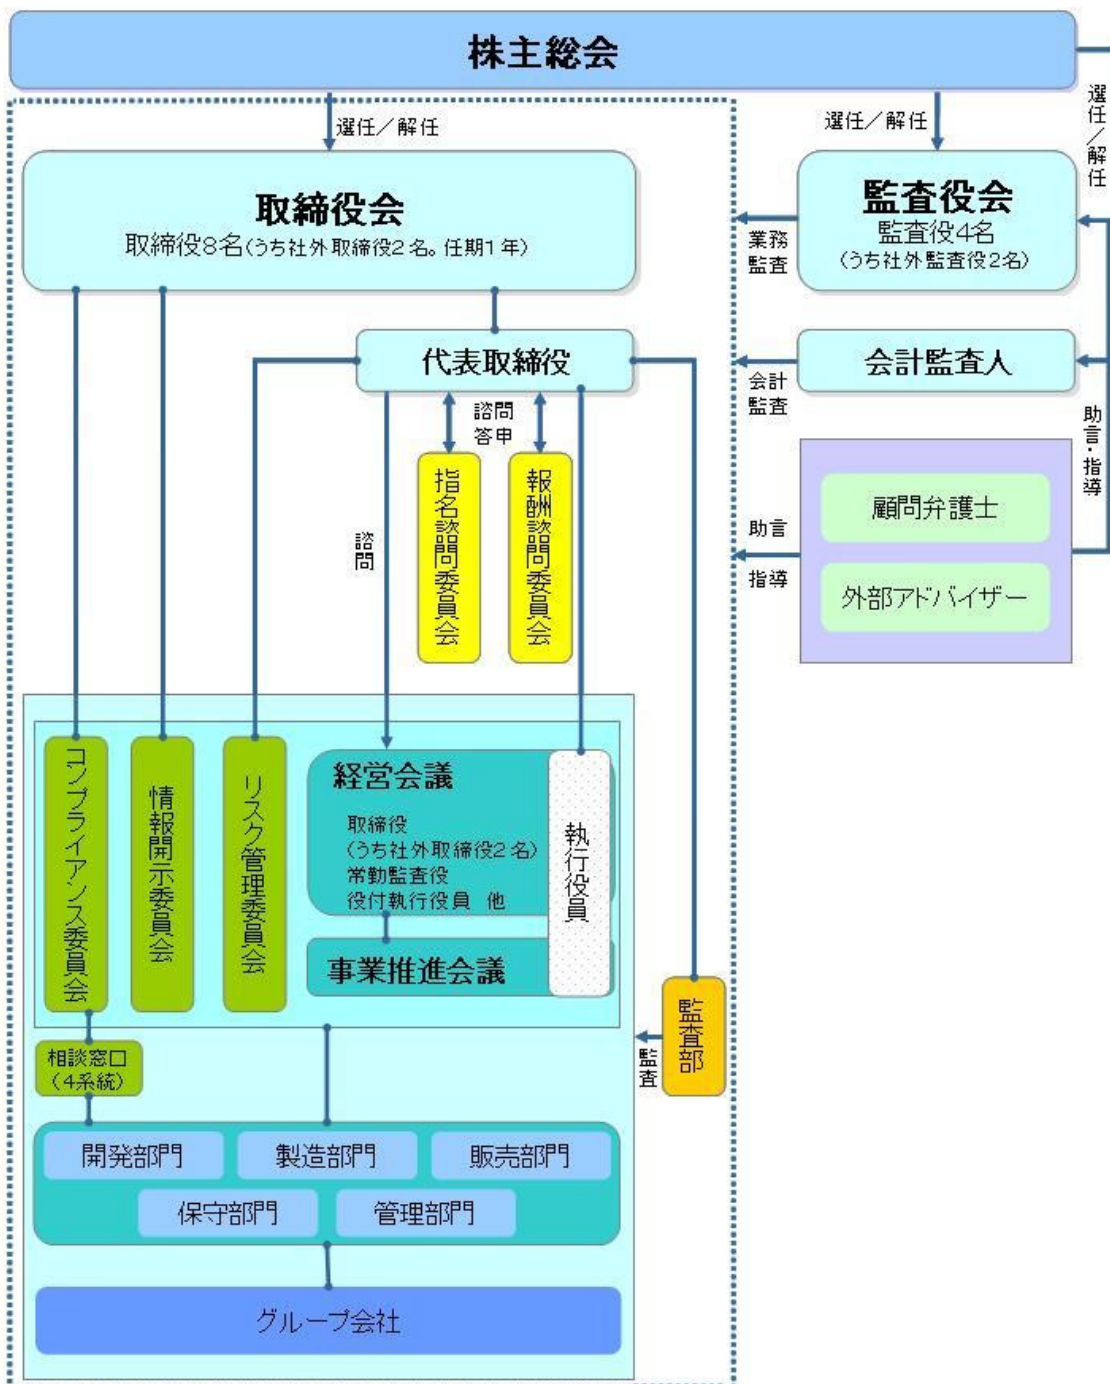 株主総会
選任／解任
選任／解任
選任／解任
取締役会
取締役8名(うち社外取締役2名。任期1年)
監査役会
監査役4名
(うち社外監査役2名)
業務
監査
代表取締役
会計監査人
会計
監査
諮問
答申
助言・指導
指名諮問委員会
報酬諮問委員会
諮問
顧問弁護士
助言
指導
外部アドバイザー
コンプライアンス委員会
情報開示委員会
リスク管理委員会
経営会議
取締役
(うち社外取締役2名)
常勤監査役
役付執行役員 他
執行役員
事業推進会議
監査部
監査
相談窓口
(4系統)
開発部門
製造部門
販売部門
保守部門
管理部門
グループ会社